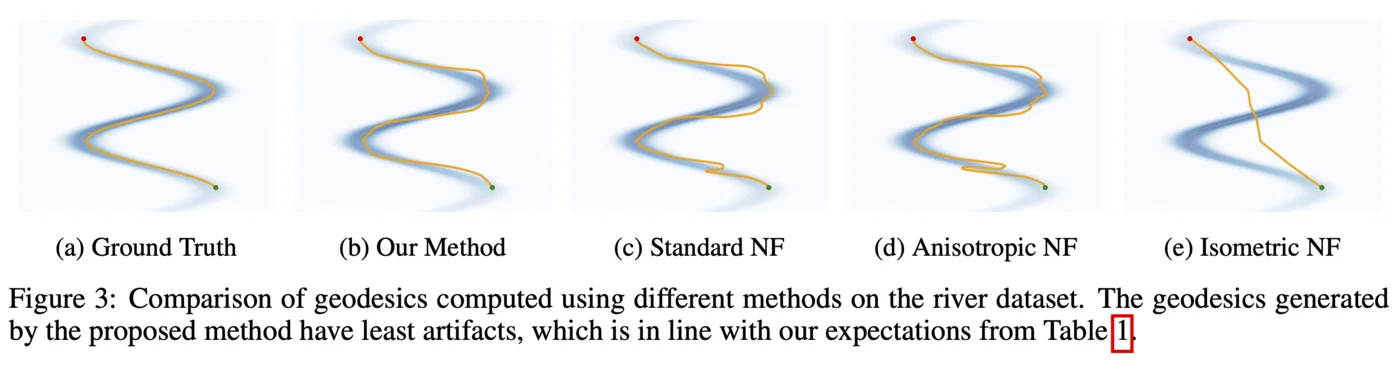 (a) Ground Truth
(b) Our Method
(c) Standard NF
(d) Anisotropic NF
(e) Isometric NF
Figure 3: Comparison of geodesics computed using different methods on the river dataset. The geodesics generated
by the proposed method have least artifacts, which is in line with our expectations from Table 1.